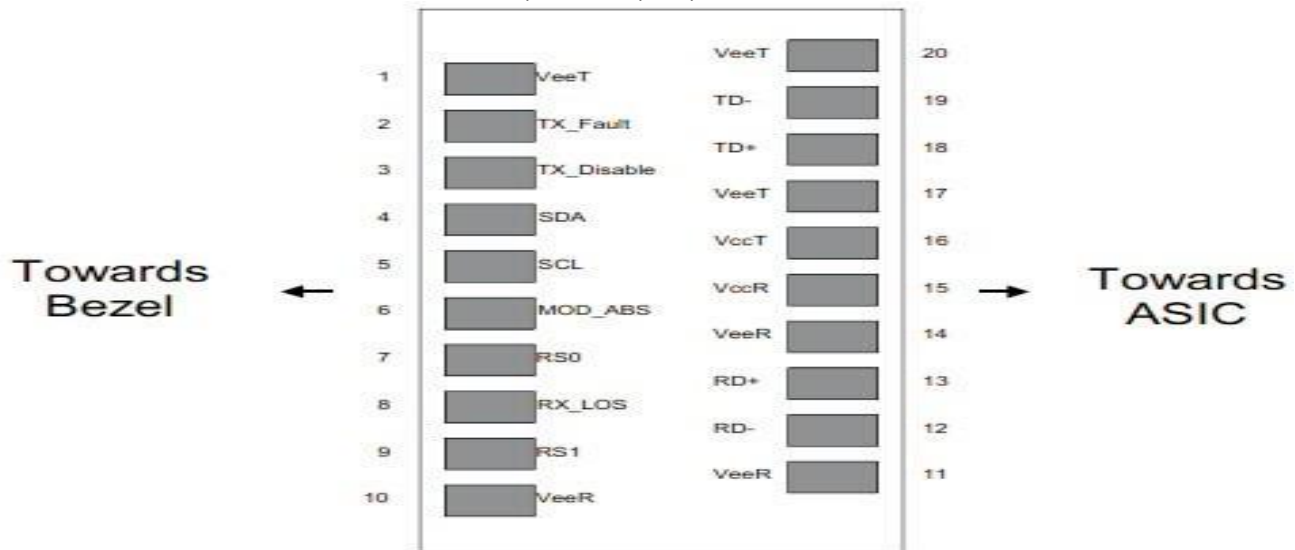 VeeT 20
1 VeeT
TD- 19
2 TX_Fault
TD+ 18
3 TX_Disable
VeeT 17
4 SDA
VccT 16
5 SCL
Towards
Bezel
VccR 15
Towards
ASIC
6 MOD_ABS
VeeR 14
7 RS0
RD+ 13
8 RX_LOS
RD- 12
9 RS1
VeeR 11
10 VeeR